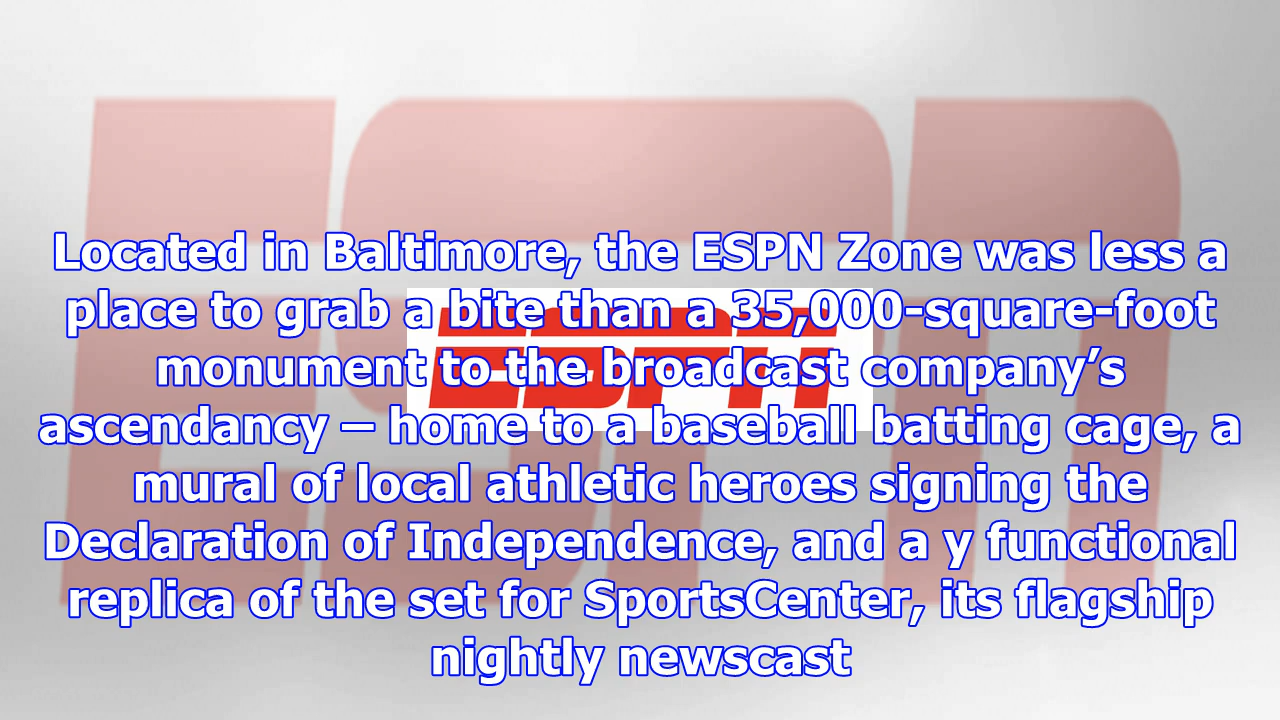 Located in Baltimore, the ESPN Zone was less a
place to grab a bite than a 35,000-square-foot
monument to the broadcast company’s
ascendancy – home to a baseball batting cage, a
mural of local athletic heroes signing the
Declaration of Independence, and a y functional
replica of the set for SportsCenter, its flagship
nightly newscast
ESPN
ESPN